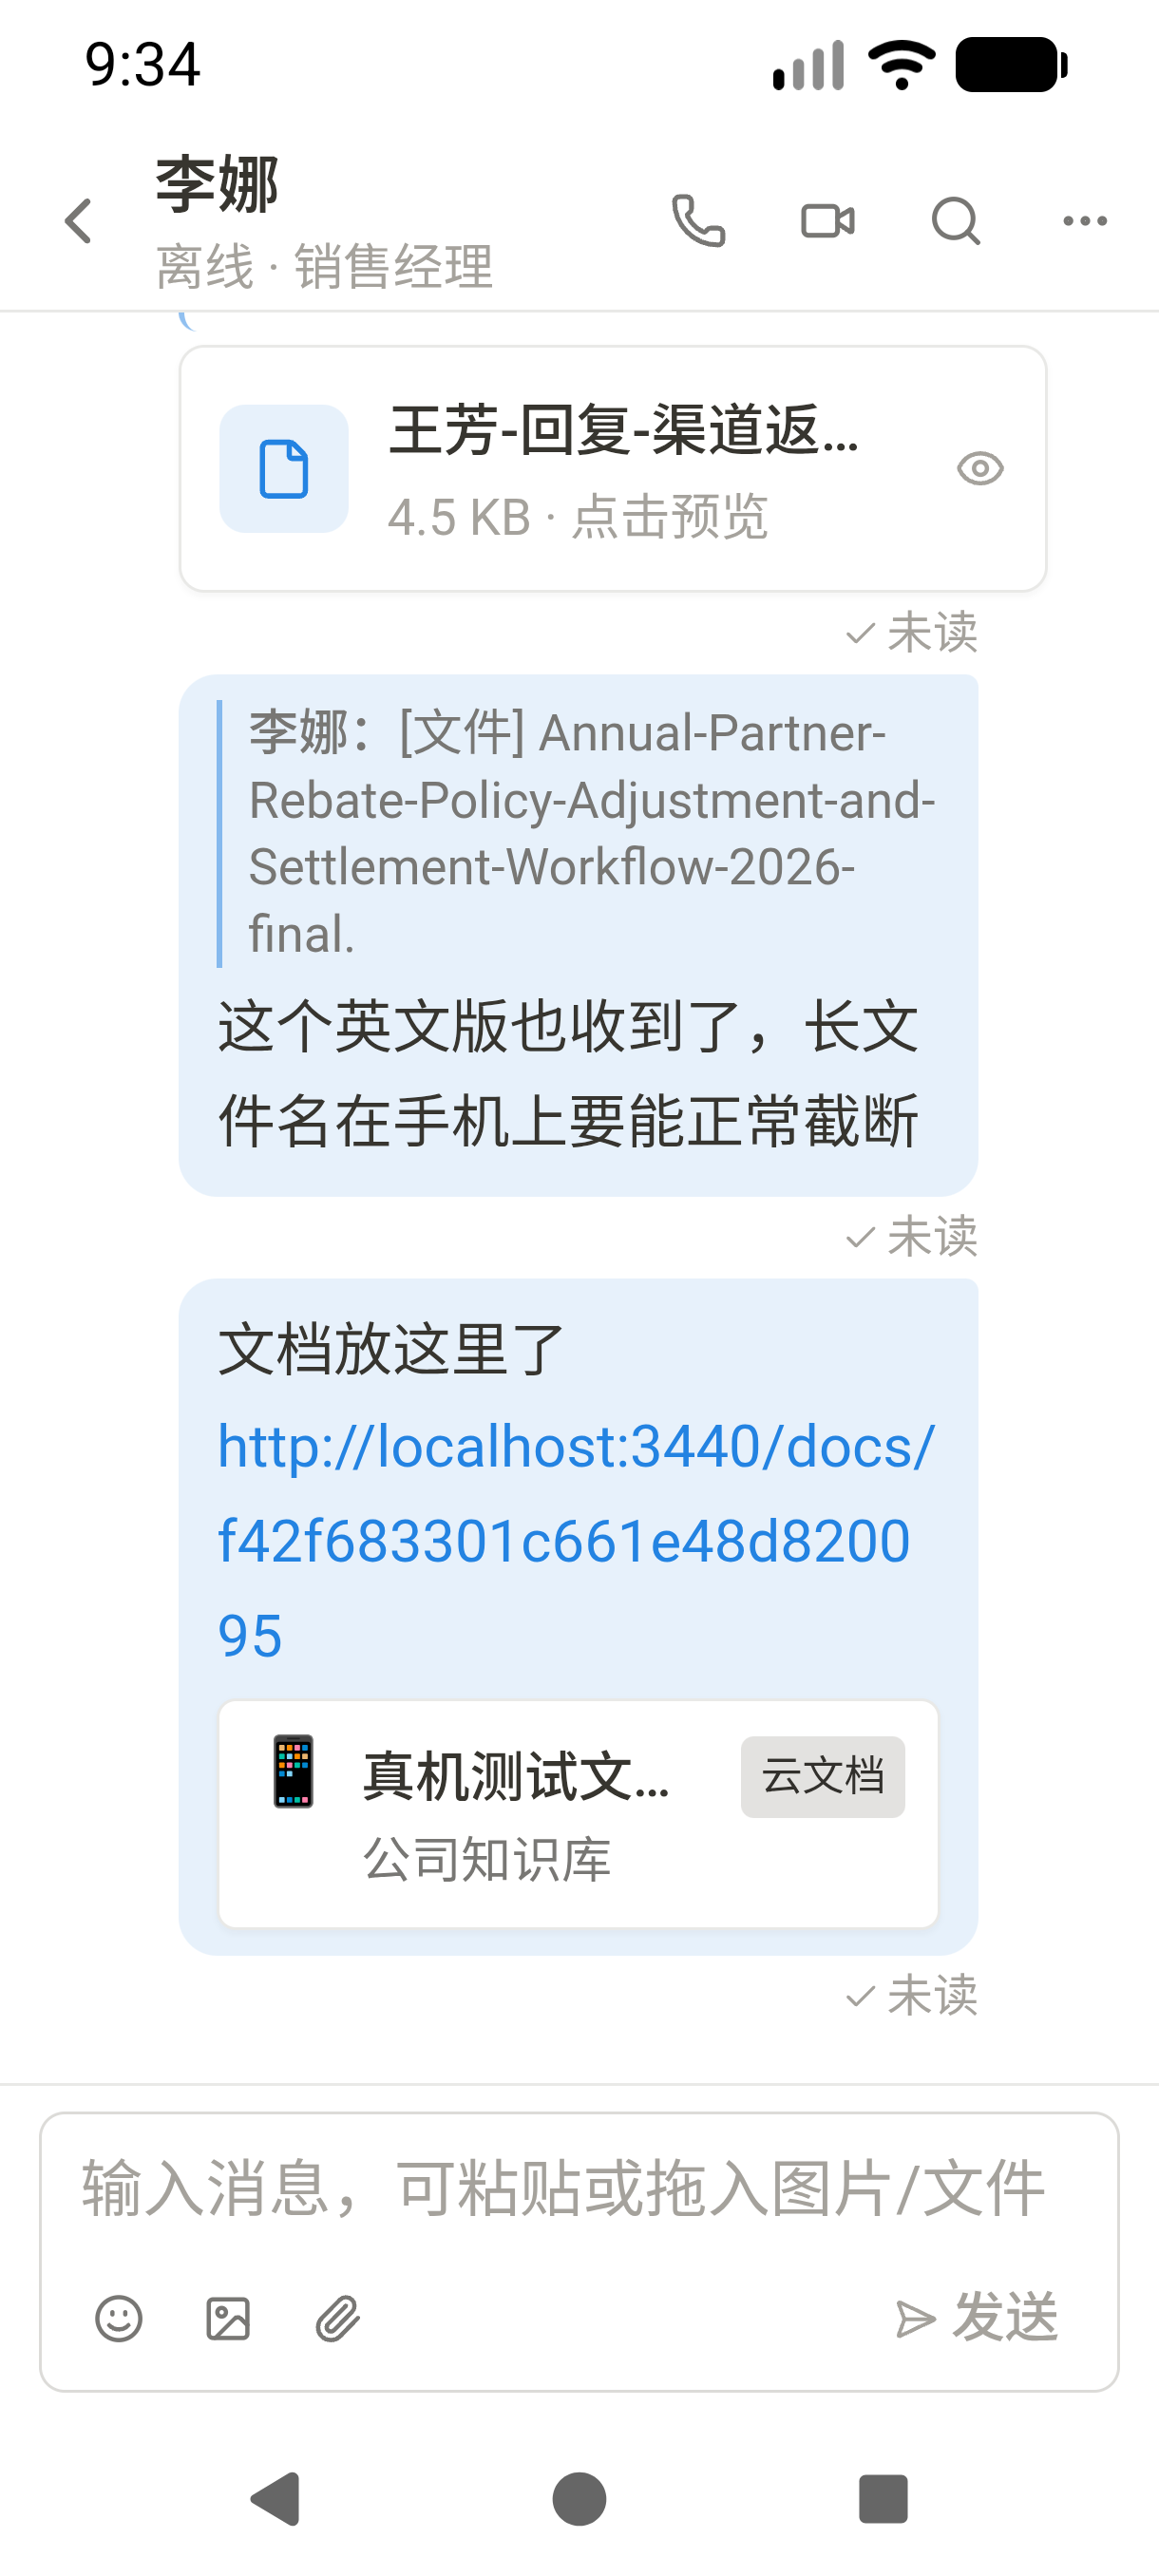 9:34
李娜
离线 · 销售经理
王芳-回复-渠道返...
4.5 KB · 点击预览
未读
李娜：[文件] Annual-Partner-
Rebate-Policy-Adjustment-and-
Settlement-Workflow-2026-
final.
这个英文版也收到了，长文
件名在手机上要能正常截断
未读
文档放这里了
http://localhost:3440/docs/
f42f683301c661e48d8200
95
真机测试文...
云文档
公司知识库
未读
输入消息，可粘贴或拖入图片/文件
发送